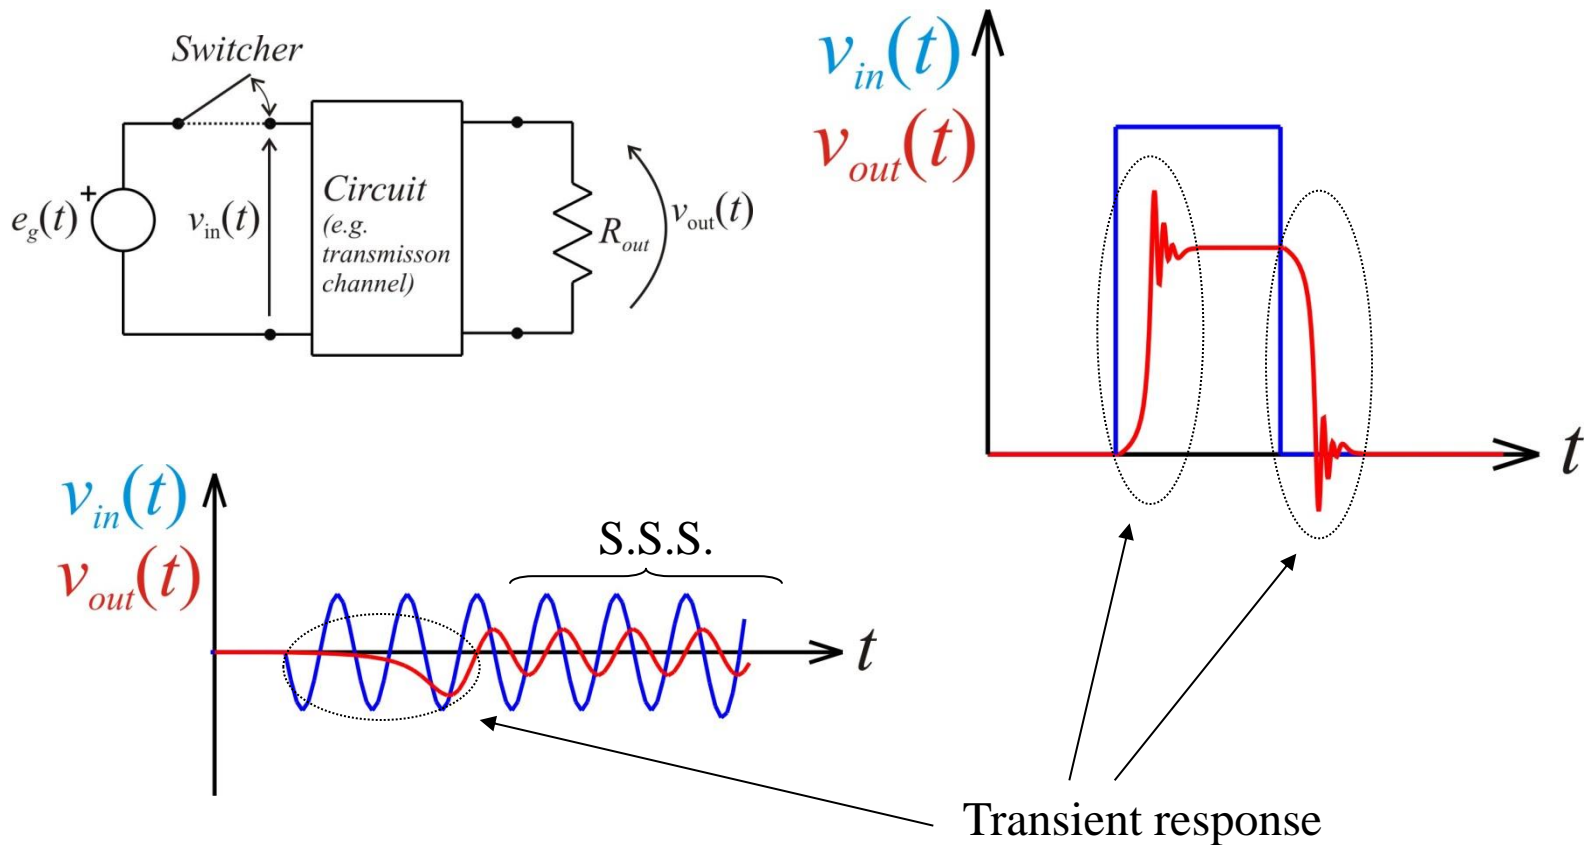 Switcher
+
e_g(t)
v_in(t)
Circuit
(e.g.
transmisson
channel)
R_out
v_out(t)
v_in(t)
v_out(t)
t
v_in(t)
v_out(t)
S.S.S.
t
Transient response